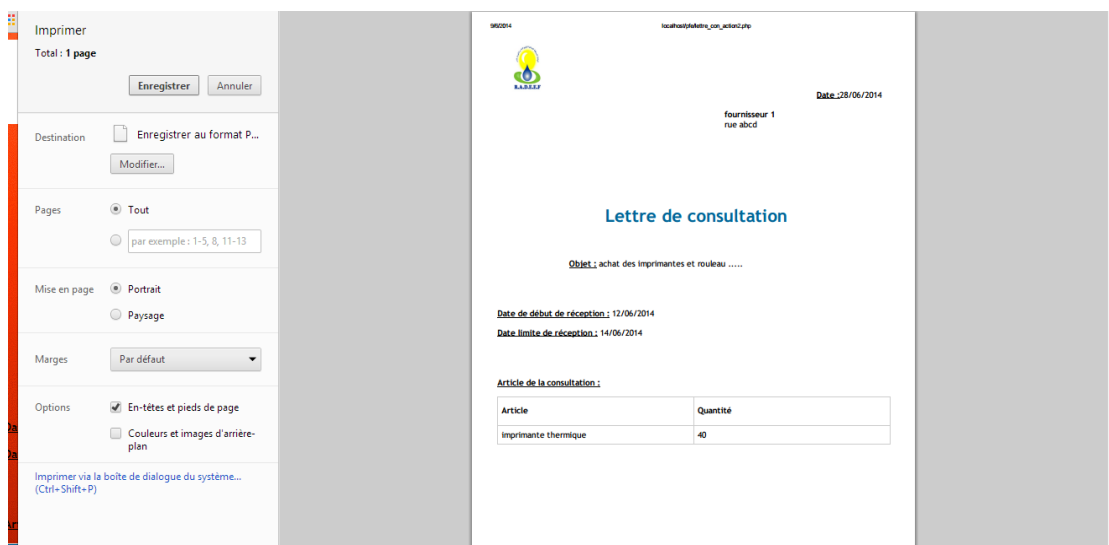 Imprimer
Total : 1 page
Enregistrer Annuler
Destination Enregistrer au format P...
Modifier...
Pages Tout
par exemple : 1-5, 8, 11-13
Mise en page Portrait
Paysage
Marges Par défaut
Options En-têtes et pieds de page
Couleurs et images d'arrière-
plan
Imprimer via la boîte de dialogue du système...
(Ctrl+Shift+P)
9/6/2014 localhost/pfe/lettre_con_action2.php
R.A.D.E.E.F
Date :28/06/2014
fournisseur 1
rue abcd
Lettre de consultation
Objet : achat des imprimantes et rouleau .....
Date de début de réception : 12/06/2014
Date limite de réception : 14/06/2014
Article de la consultation :
Article Quantité
imprimante thermique 40